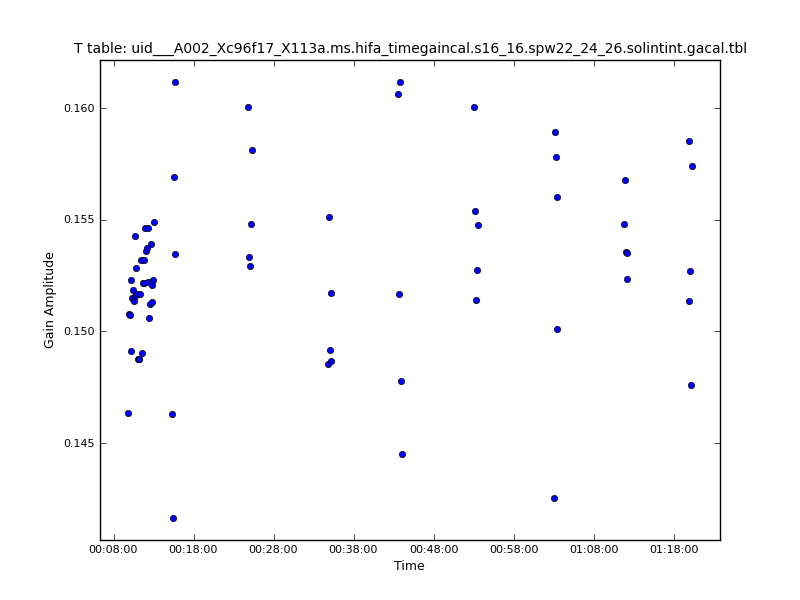 T table: uid___A002_Xc96f17_X113a.ms.hifa_timegaincal.s16_16.spw22_24_26.solintint.gacal.tbl
0.160
0.155
0.150
0.145
Gain Amplitude
00:08:00 00:18:00 00:28:00 00:38:00 00:48:00 00:58:00 01:08:00 01:18:00
Time